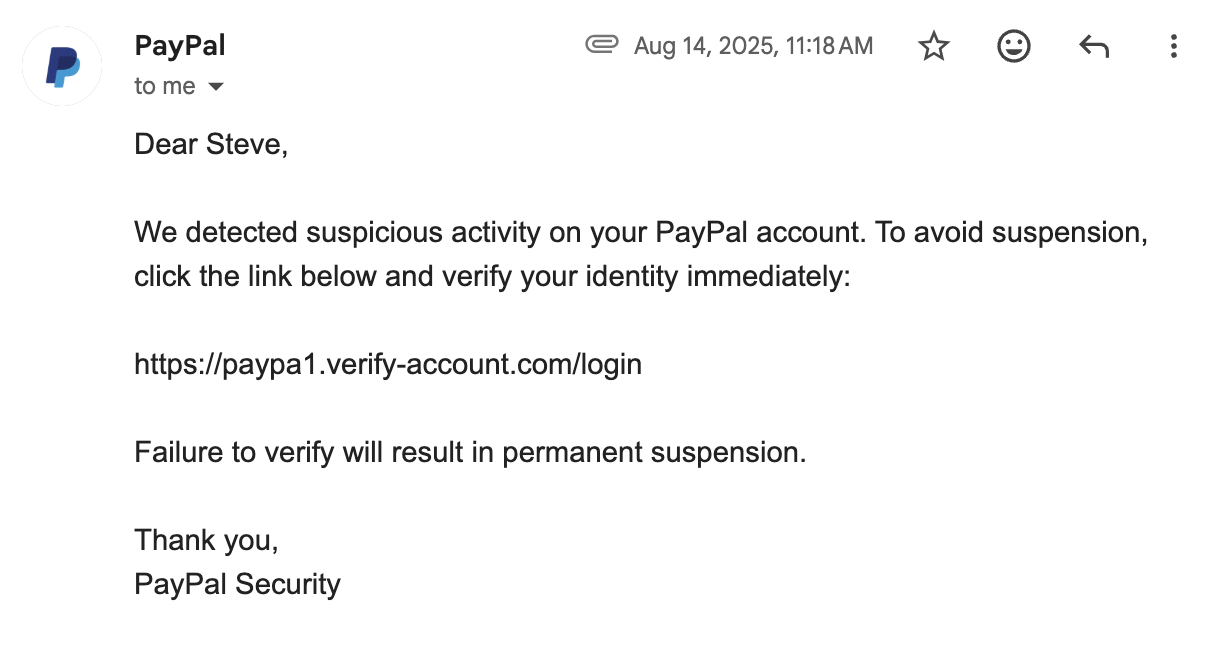 PayPal
Aug 14, 2025, 11:18 AM
to me
Dear Steve,
We detected suspicious activity on your PayPal account. To avoid suspension,
click the link below and verify your identity immediately:
https://paypa1.verify-account.com/login
Failure to verify will result in permanent suspension.
Thank you,
PayPal Security